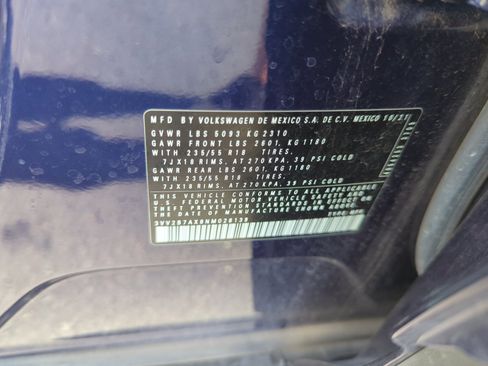 MFD BY VOLKSWAGEN DE MEXICO S.A. DE C.V. MEXICO 10/21
GVWR LBS 5093 KG 2310
GAWR FRONT LBS 2601, KG 1180
WITH 235/55 R18 TIRES.
7JX18 RIMS, AT 270 KPA, 39 PSI COLD
GAWR REAR LBS 2601, KG 1180
WITH 235/55 R18 TIRES.
7JX18 RIMS, AT 270 KPA, 39 PSI COLD
THIS VEHICLE CONFORMS TO ALL APPLICABLE
U.S. FEDERAL MOTOR VEHICLE
THEFT PREVENTION
THE DATE OF MANUFACTURE